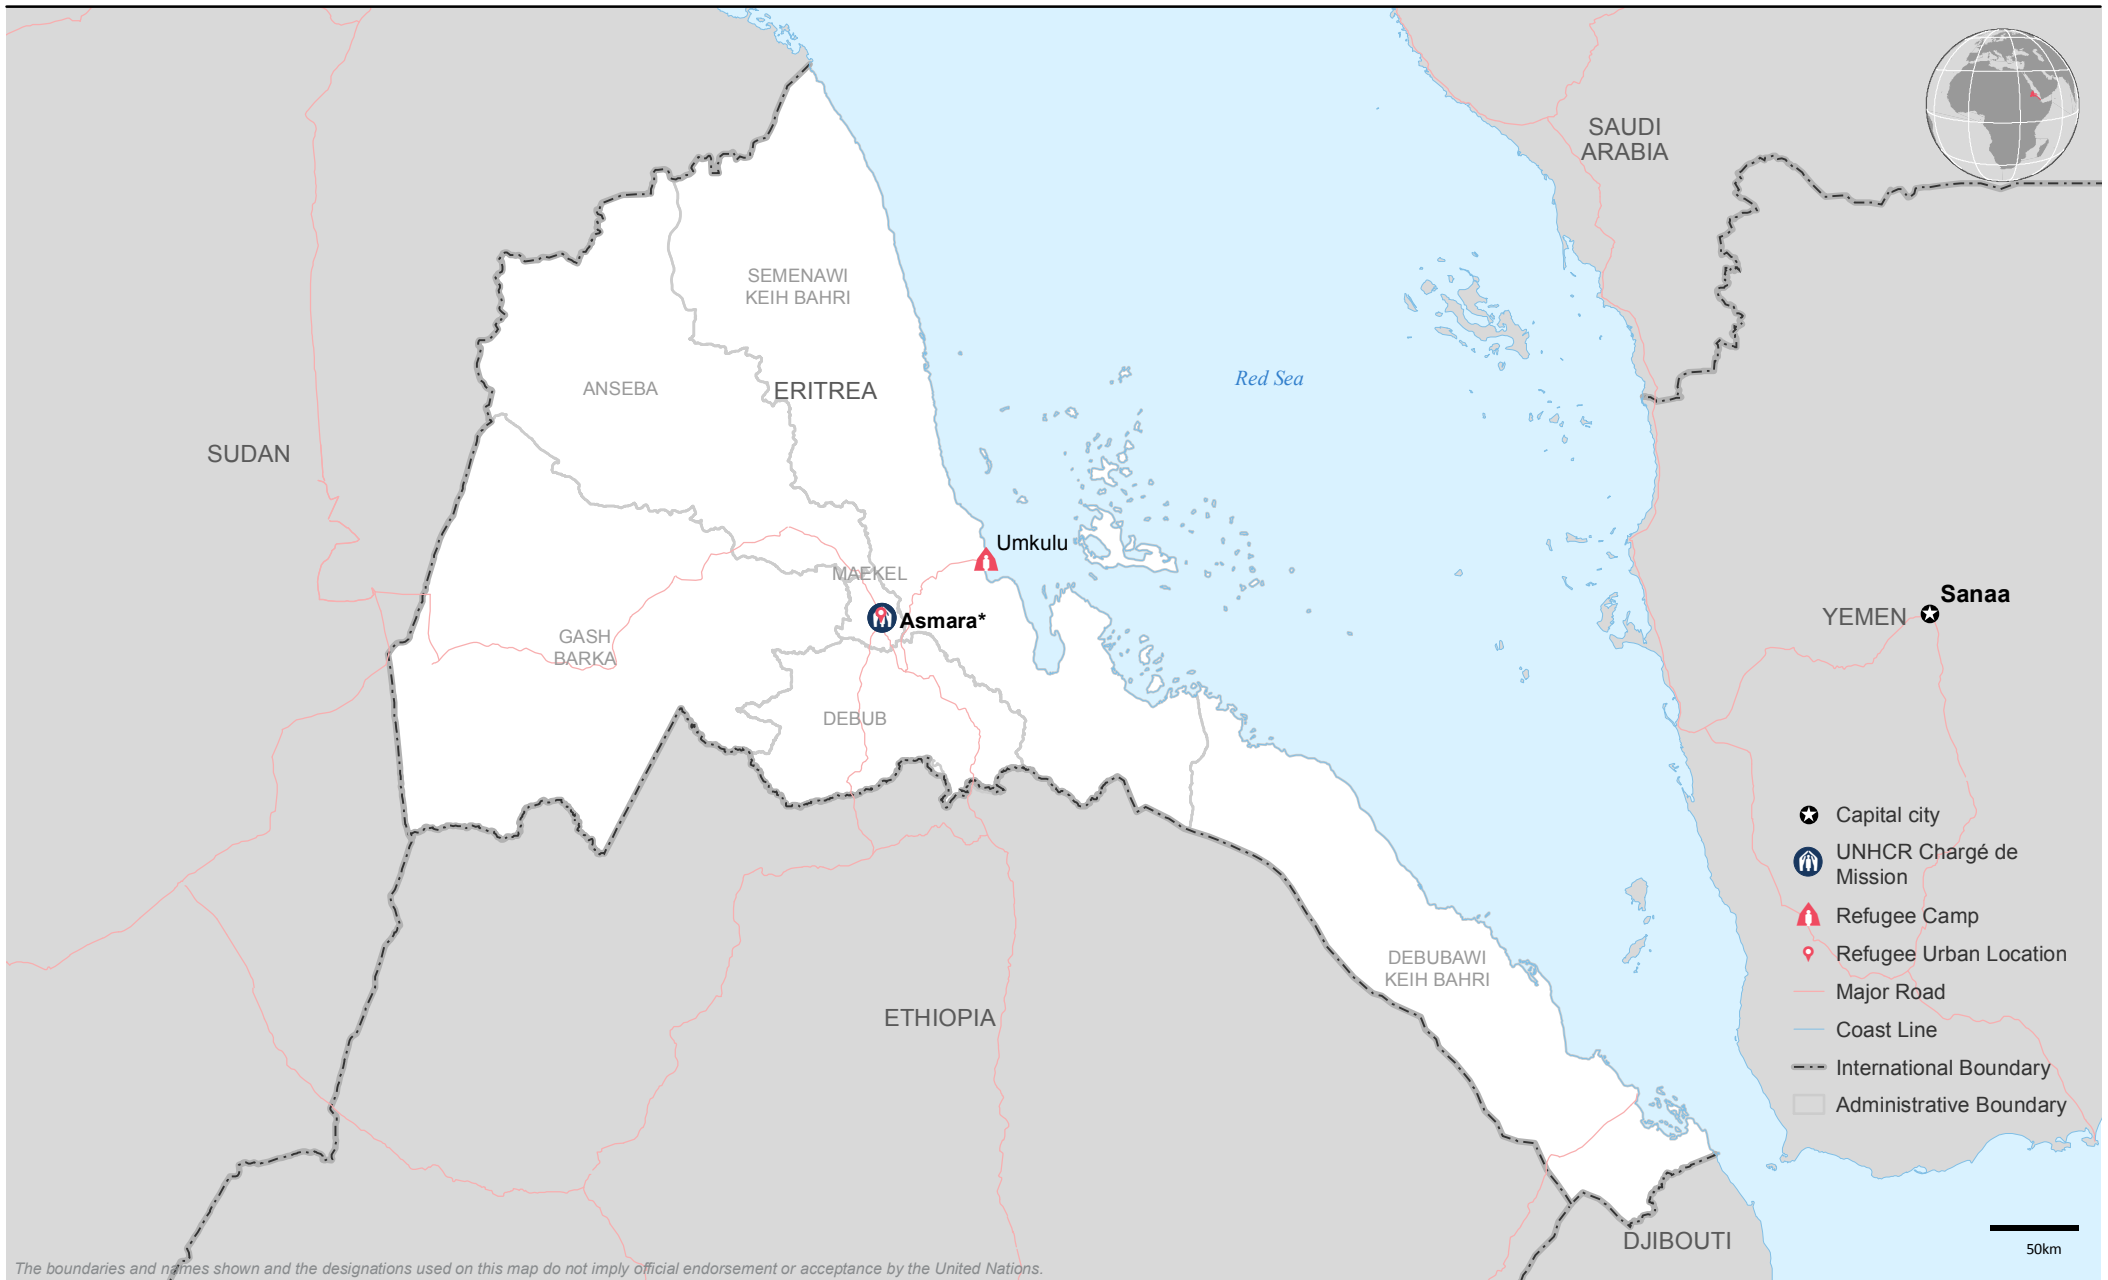 SAUDI
ARABIA
SEMENAWI
KEIH BAHRI
Red Sea
ANSEBA
ERITREA
SUDAN
Umkulu
MAEKEL
Sanaa
Asmara*
YEMEN
GASH
BARKA
DEBUB
Capital city
UNHCR Chargé de
Mission
Refugee Camp
Refugee Urban Location
Major Road
Coast Line
International Boundary
Administrative Boundary
DEBUBAWI
KEIH BAHRI
ETHIOPIA
DJIBOUTI
50km
The boundaries and names shown and the designations used on this map do not imply official endorsement or acceptance by the United Nations.